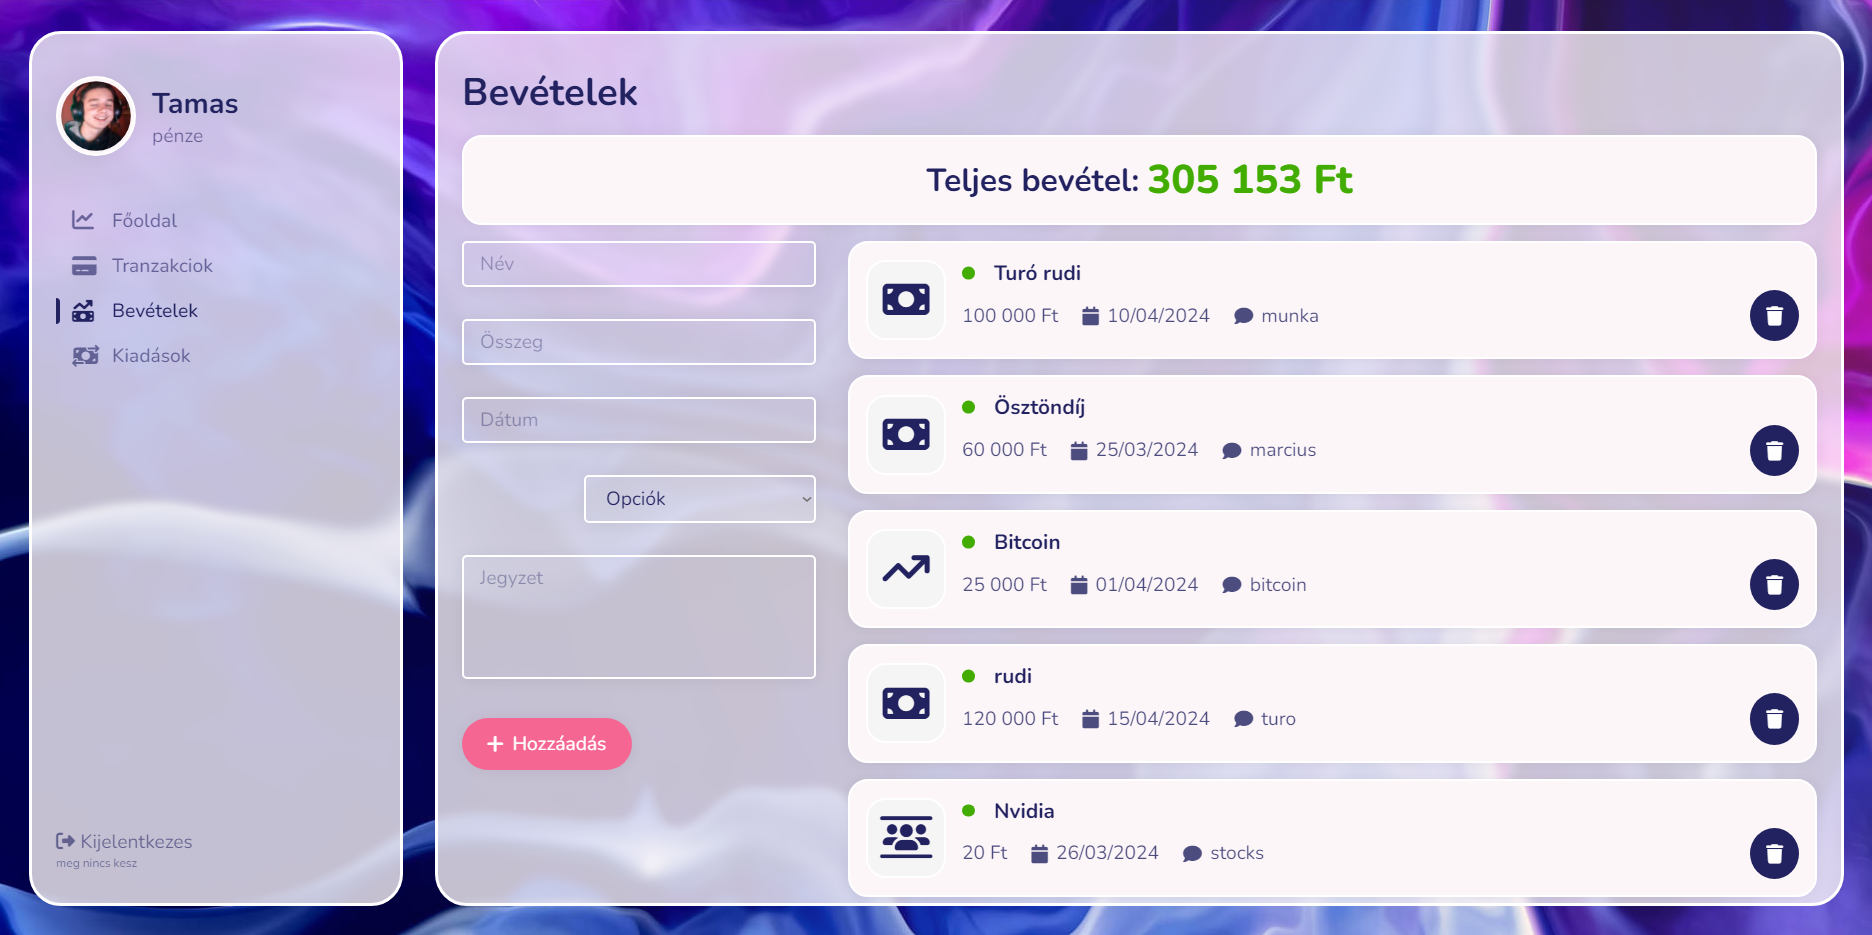 Tamas
pénze
Főoldal
Tranzakciok
Bevételek
Kiadások
Kijelentkezes
meg nincs kesz
Bevételek
Teljes bevétel: 305 153 Ft
Név
Összeg
Dátum
Opciók
Jegyzet
Hozzáadás
Turó rudi
100 000 Ft 10/04/2024 munka
Ösztöndíj
60 000 Ft 25/03/2024 marcius
Bitcoin
25 000 Ft 01/04/2024 bitcoin
rudi
120 000 Ft 15/04/2024 turo
Nvidia
20 Ft 26/03/2024 stocks